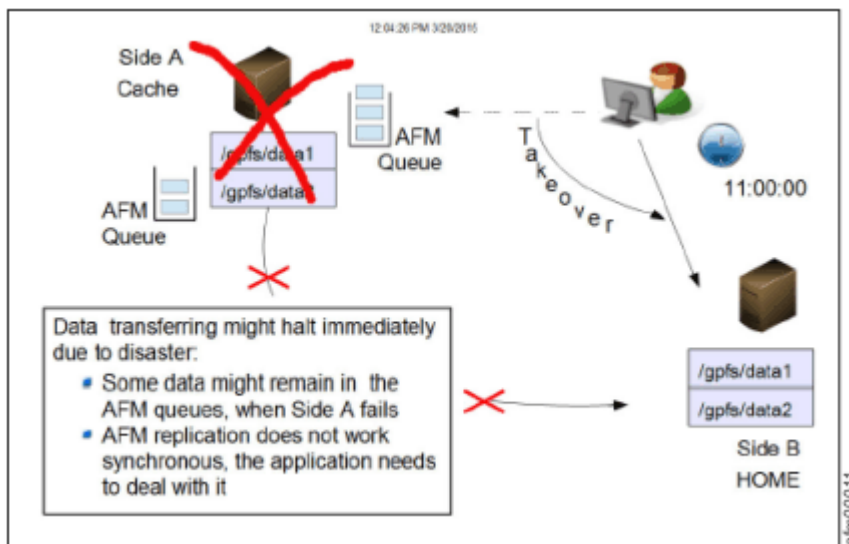 12:04:26 PM 3/20/2015
Side A
Cache
/gpfs/data1
/gpfs/data2
AFM
Queue
AFM
Queue
Takeover
11:00:00
Data transferring might halt immediately
due to disaster:
Some data might remain in the
AFM queues, when Side A fails
AFM replication does not work
synchronous, the application needs
to deal with it
/gpfs/data1
/gpfs/data2
Side B
HOME